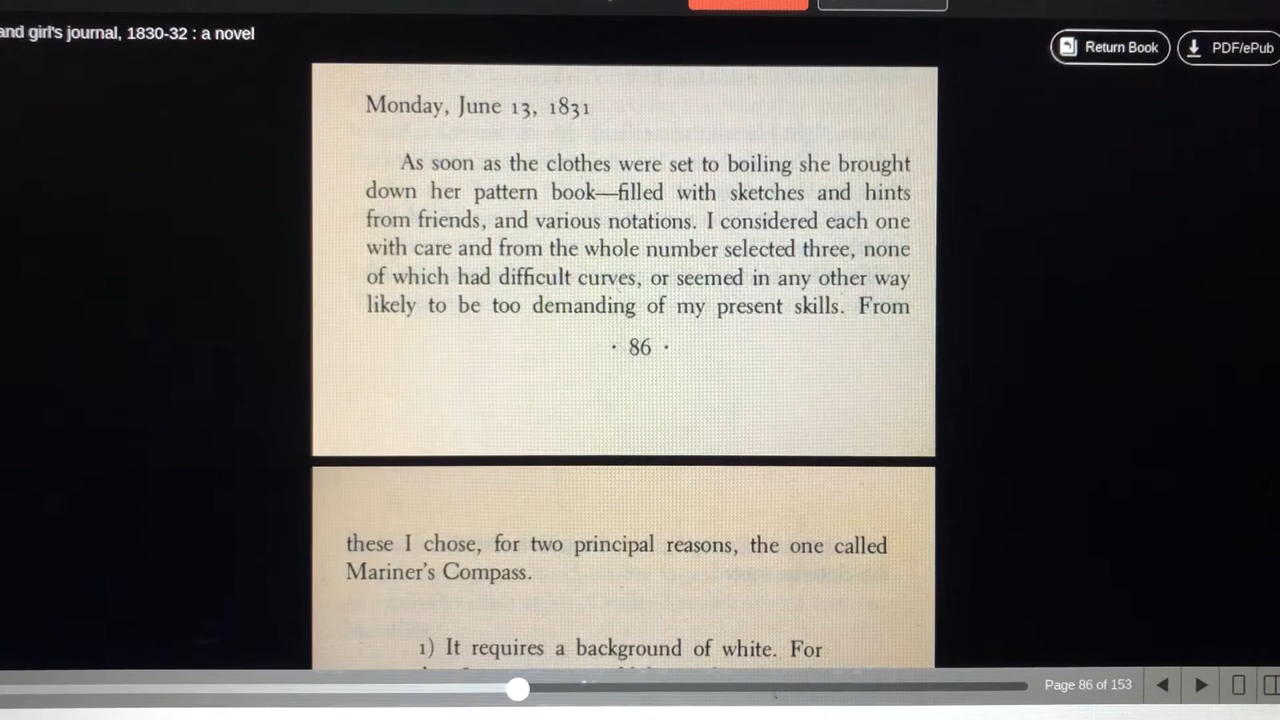 and girl's journal, 1830-32 : a novel
Return Book
PDF/ePub
Monday, June 13, 1831
As soon as the clothes were set to boiling she brought
down her pattern book—filled with sketches and hints
from friends, and various notations. I considered each one
with care and from the whole number selected three, none
of which had difficult curves, or seemed in any other way
likely to be too demanding of my present skills. From
· 86 ·
these I chose, for two principal reasons, the one called
Mariner's Compass.
1) It requires a background of white. For
Page 86 of 153